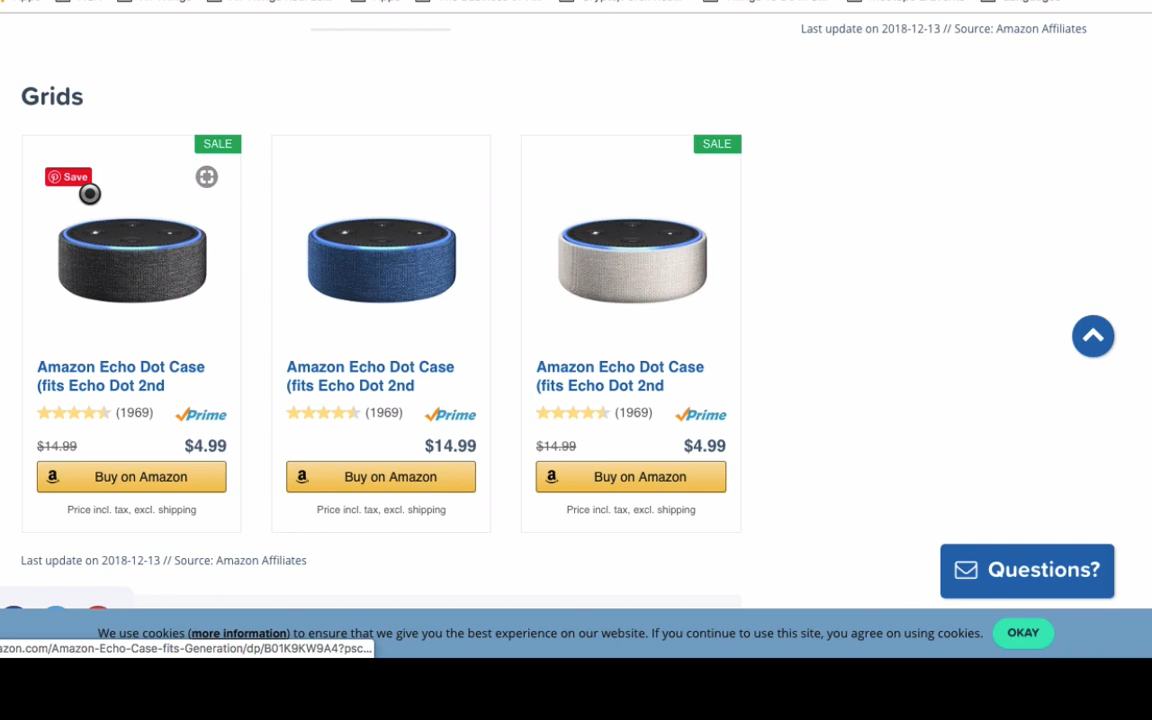 Last update on 2018-12-13 // Source: Amazon Affiliates
Grids
SALE
SALE
Save
Amazon Echo Dot Case
(fits Echo Dot 2nd
(1969) Prime
$14.99 $4.99
Buy on Amazon
Price incl. tax, excl. shipping
Amazon Echo Dot Case
(fits Echo Dot 2nd
(1969) Prime
$14.99
Buy on Amazon
Price incl. tax, excl. shipping
Amazon Echo Dot Case
(fits Echo Dot 2nd
(1969) Prime
$14.99 $4.99
Buy on Amazon
Price incl. tax, excl. shipping
Last update on 2018-12-13 // Source: Amazon Affiliates
Questions?
We use cookies (more information) to ensure that we give you the best experience on our website. If you continue to use this site, you agree on using cookies. OKAY
azon.com/Amazon-Echo-Case-fits-Generation/dp/B01K9KW9A4?psc...